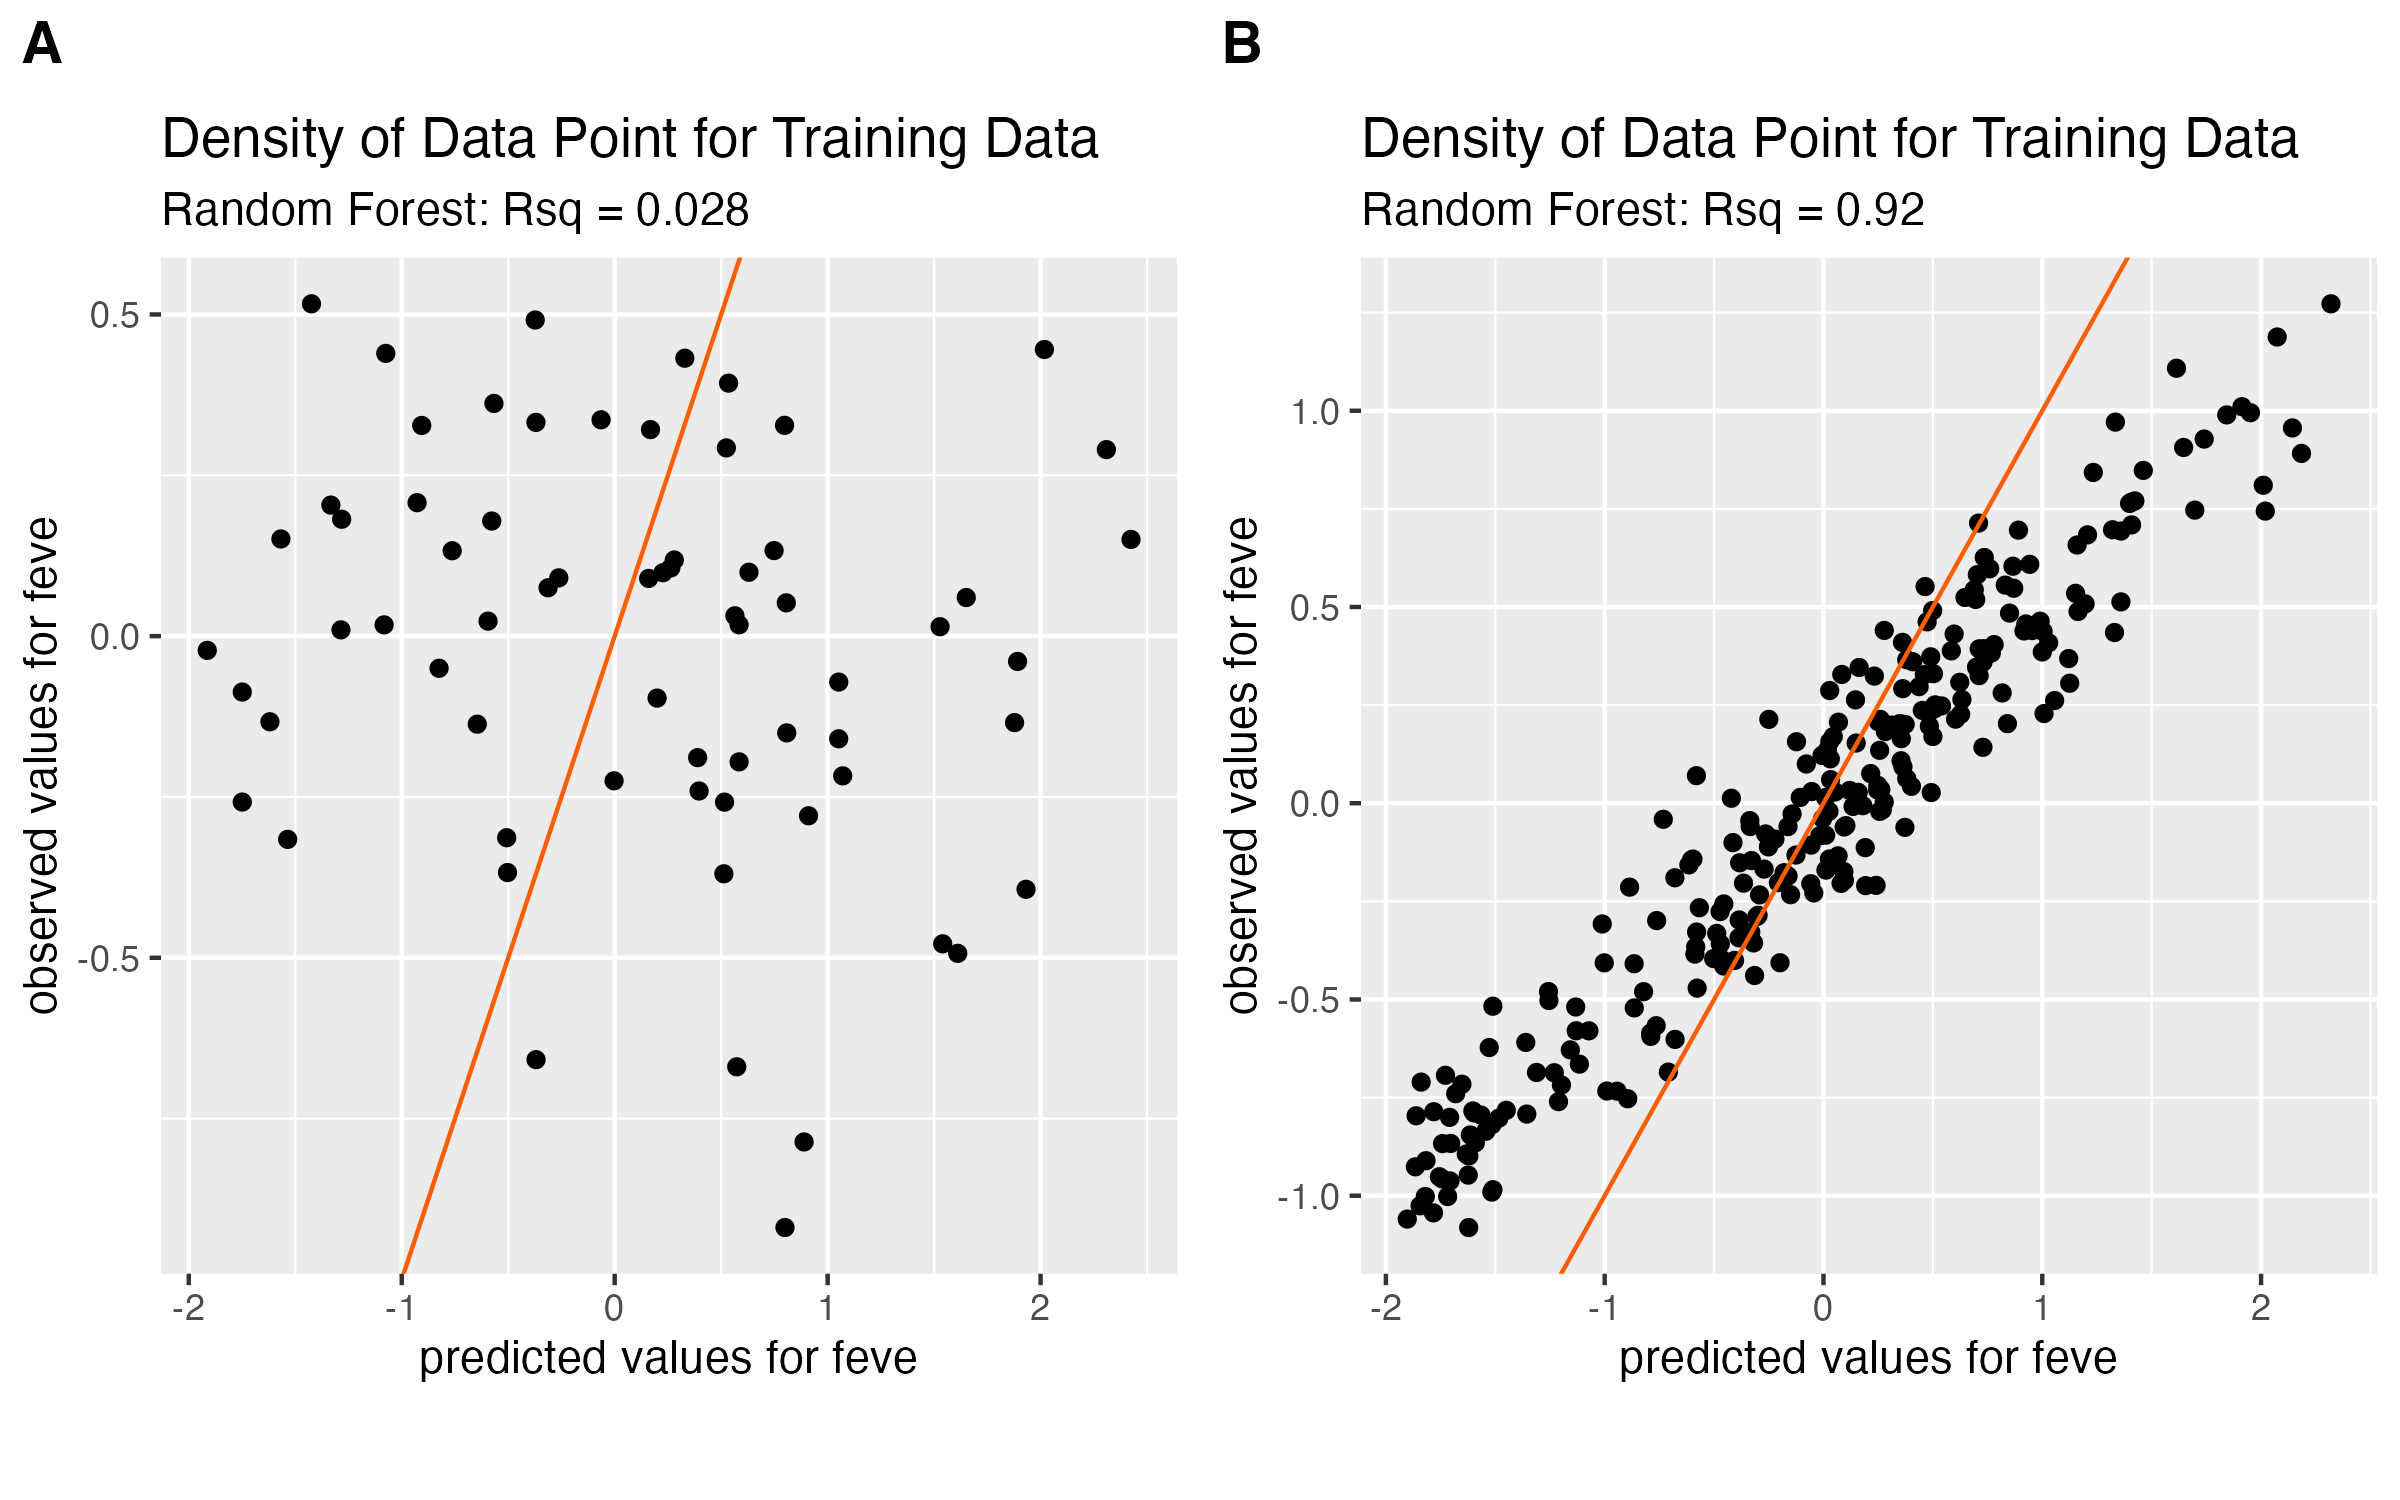 A
Density of Data Point for Training Data
Random Forest: Rsq = 0.028
observed values for feve
0.5
0.0
-0.5
-2
-1
0
1
2
predicted values for feve
B
Density of Data Point for Training Data
Random Forest: Rsq = 0.92
observed values for feve
1.0
0.5
0.0
-0.5
-1.0
-2
-1
0
1
2
predicted values for feve